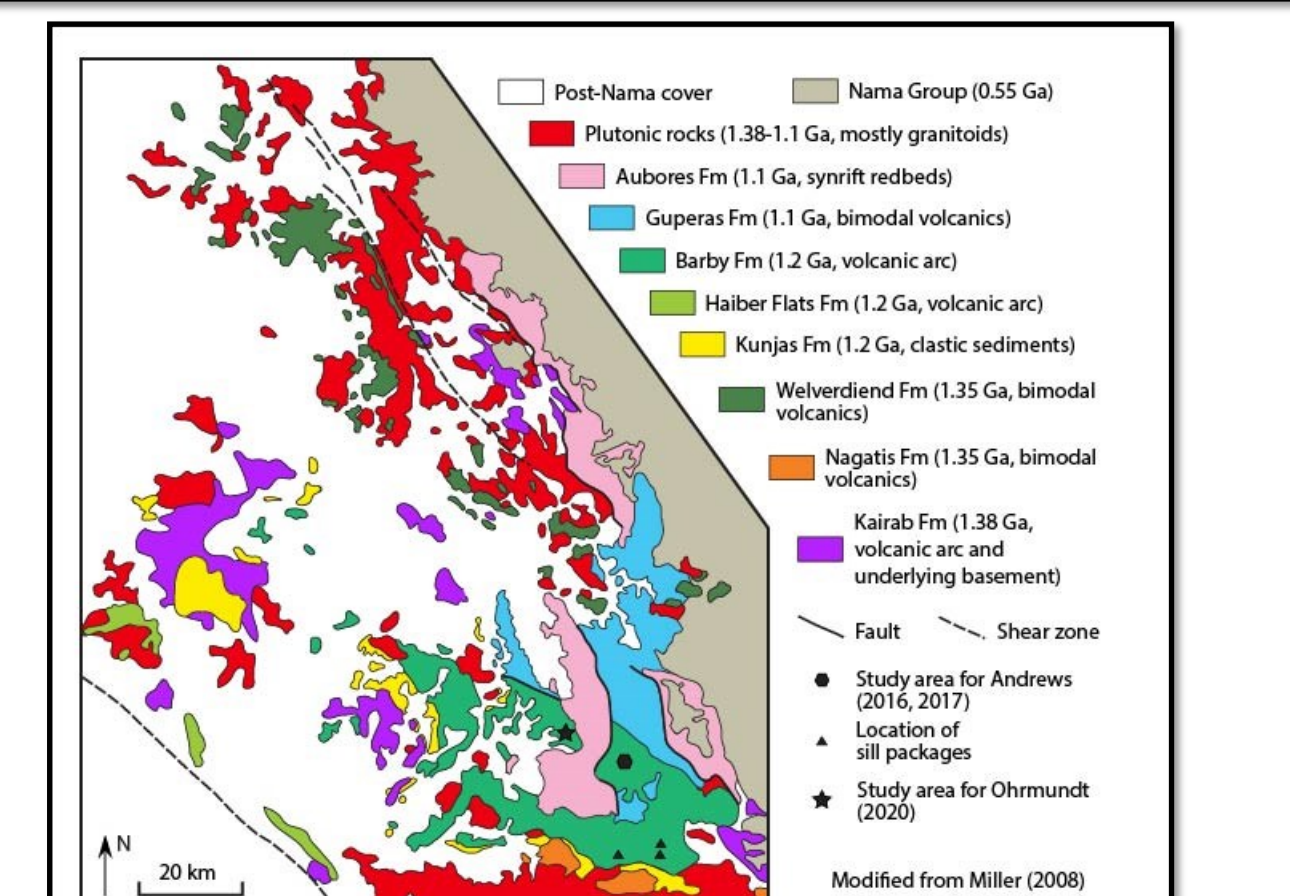 Post-Nama cover
Nama Group (0.55 Ga)
Plutonic rocks (1.38-1.1 Ga, mostly granitoids)
Aubores Fm (1.1 Ga, synrift redbeds)
Guperas Fm (1.1 Ga, bimodal volcanics)
Barby Fm (1.2 Ga, volcanic arc)
Haiber Flats Fm (1.2 Ga, volcanic arc)
Kunjas Fm (1.2 Ga, clastic sediments)
Welverdiend Fm (1.35 Ga, bimodal
volcanics)
Nagatis Fm (1.35 Ga, bimodal
volcanics)
Kairab Fm (1.38 Ga,
volcanic arc and
underlying basement)
Fault
Shear zone
Study area for Andrews
(2016, 2017)
Location of
sill packages
Study area for Ohrmundt
(2020)
N
20 km
Modified from Miller (2008)